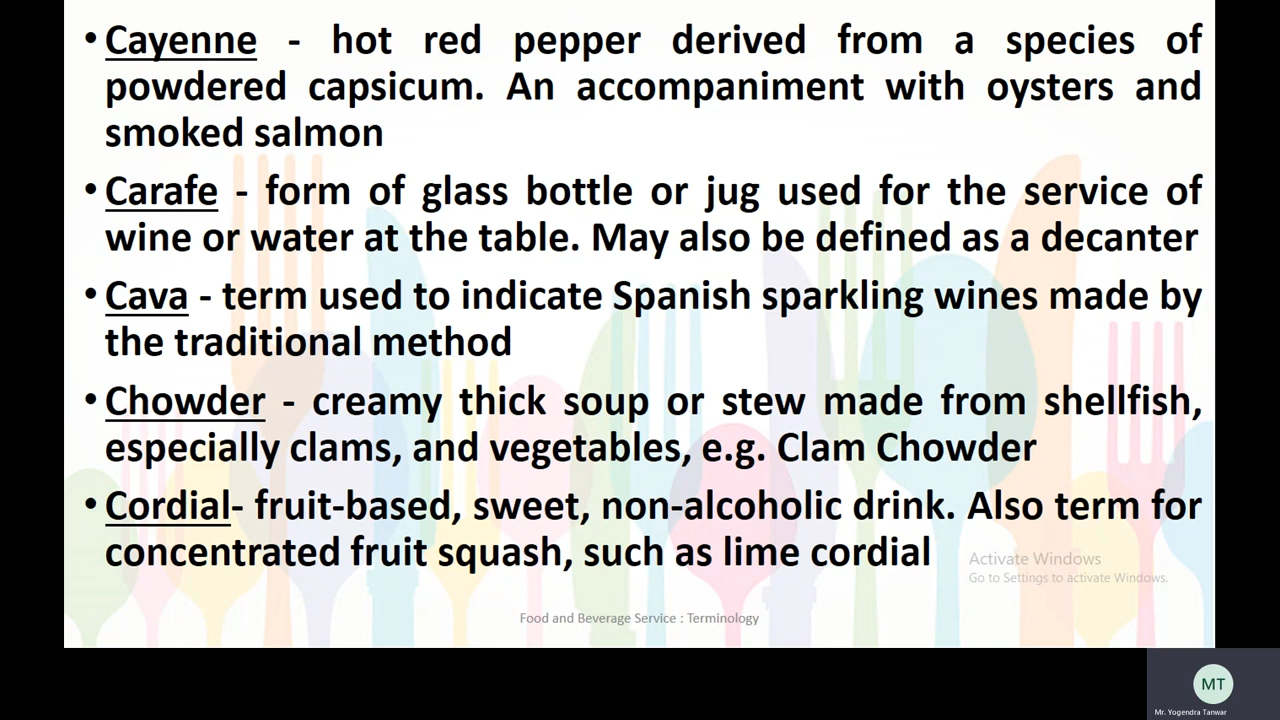 • Cayenne - hot red pepper derived from a species of
powdered capsicum. An accompaniment with oysters and
smoked salmon
• Carafe - form of glass bottle or jug used for the service of
wine or water at the table. May also be defined as a decanter
• Cava - term used to indicate Spanish sparkling wines made by
the traditional method
• Chowder - creamy thick soup or stew made from shellfish,
especially clams, and vegetables, e.g. Clam Chowder
• Cordial- fruit-based, sweet, non-alcoholic drink. Also term for
concentrated fruit squash, such as lime cordial
Activate Windows
Go to Settings to activate Windows.
Food and Beverage Service : Terminology
MT
Mr. Yogendra Tanwar